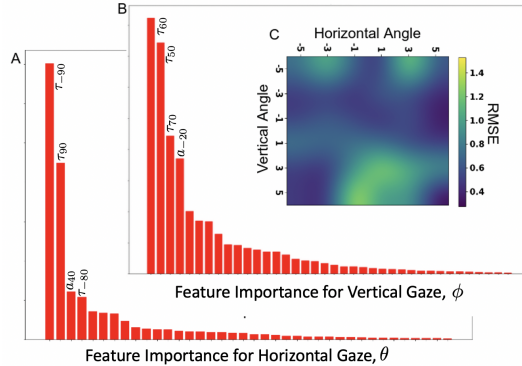 B
τ60
τ50
τ70
a−20
C
Horizontal Angle
-5 -3 -1 1 3 5
Vertical Angle
-5 -3 -1 1 3 5
1.4
1.2
1.0
0.8
0.6
0.4
RMSE
Feature Importance for Vertical Gaze, ϕ
A
τ−90
τ90
a40
τ−80
Feature Importance for Horizontal Gaze, θ